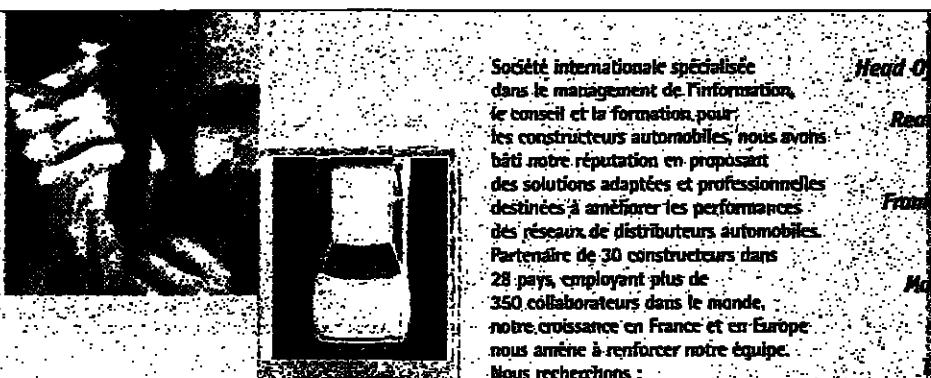 Société internationale spécialisée
dans le management de l'information,
le conseil et la formation pour
les constructeurs automobiles, nous avons
bâti notre réputation en proposant
des solutions adaptées et professionnelles
destinées à améliorer les performances
des réseaux de distributeurs automobiles.
Partenaire de 30 constructeurs dans
28 pays, employant plus de
350 collaborateurs dans le monde,
notre croissance en France et en Europe
nous amène à renforcer notre équipe.
Nous recherchons :
Head O